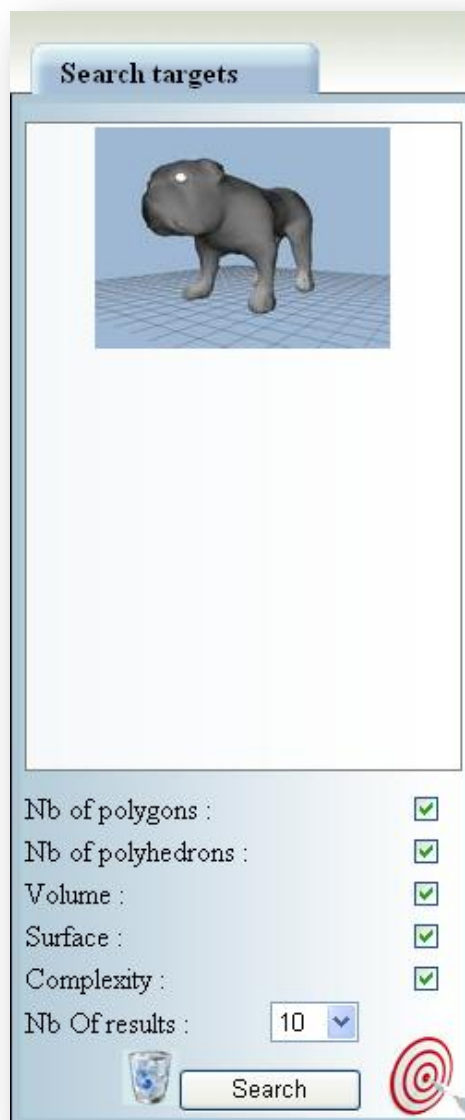 Search targets
Nb of polygons :
Nb of polyhedrons :
Volume :
Surface :
Complexity :
Nb Of results : 10
Search